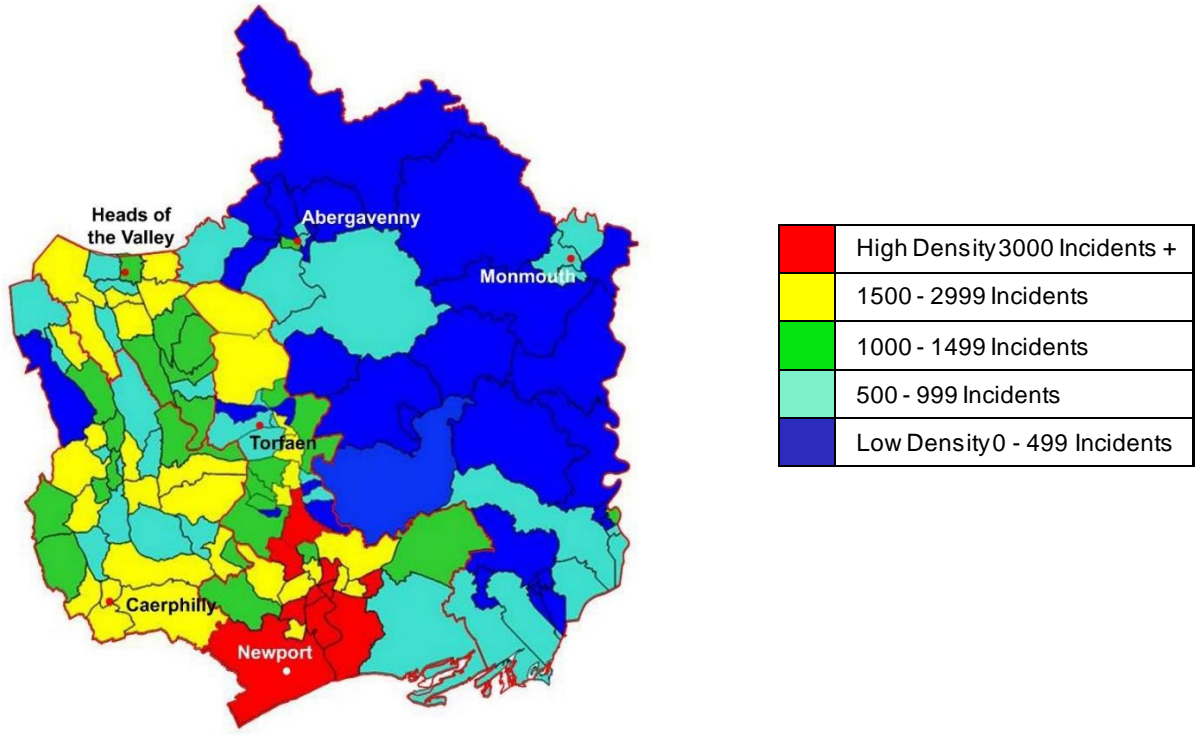 Heads of
the Valley
Abergavenny
Monmouth
Torfaen
Caerphilly
Newport
High Density 3000 Incidents +
1500 - 2999 Incidents
1000 - 1499 Incidents
500 - 999 Incidents
Low Density 0 - 499 Incidents